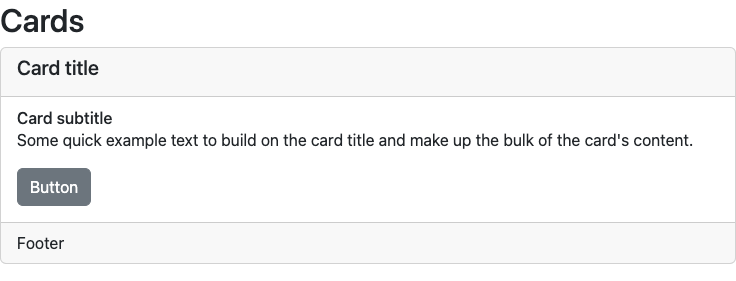 Cards
Card title
Card subtitle
Some quick example text to build on the card title and make up the bulk of the card's content.
Button
Footer